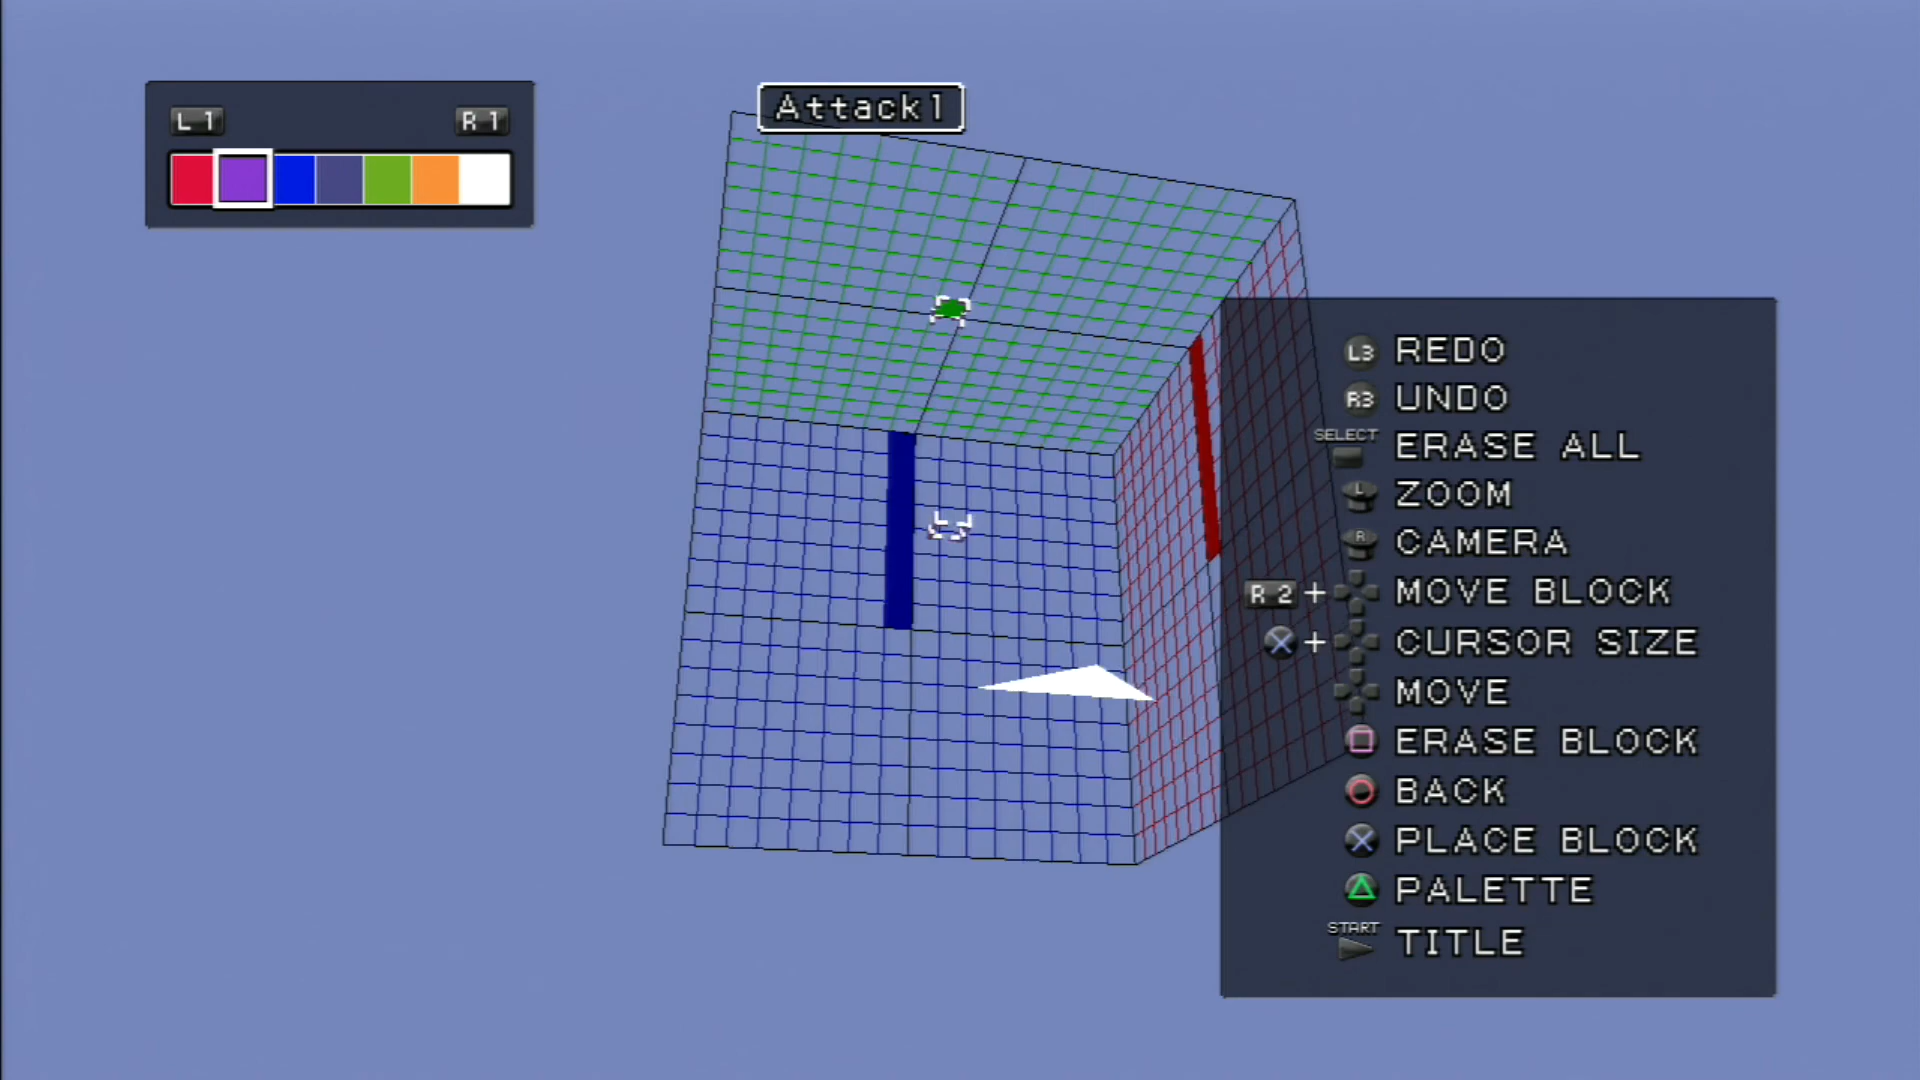 Attack1
L1 R1
L3 REDO
R3 UNDO
SELECT ERASE ALL
L ZOOM
R CAMERA
R2 + MOVE BLOCK
+ CURSOR SIZE
MOVE
ERASE BLOCK
BACK
PLACE BLOCK
PALETTE
START TITLE